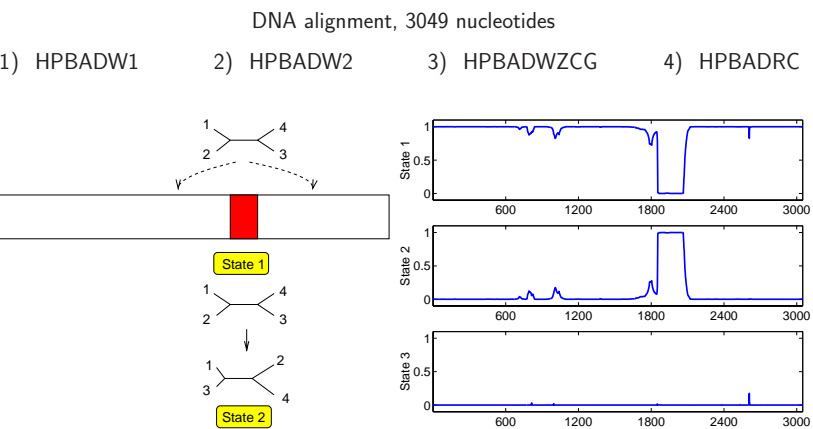 DNA alignment, 3049 nucleotides
1) HPBADW1 2) HPBADW2 3) HPBADWZCG 4) HPBADRC
1 4
2 3
State 1
1 4
2 3
1 2
3 4
State 2
State 1
1
0.5
0
600 1200 1800 2400 3000
State 2
1
0.5
0
600 1200 1800 2400 3000
State 3
1
0.5
0
600 1200 1800 2400 3000